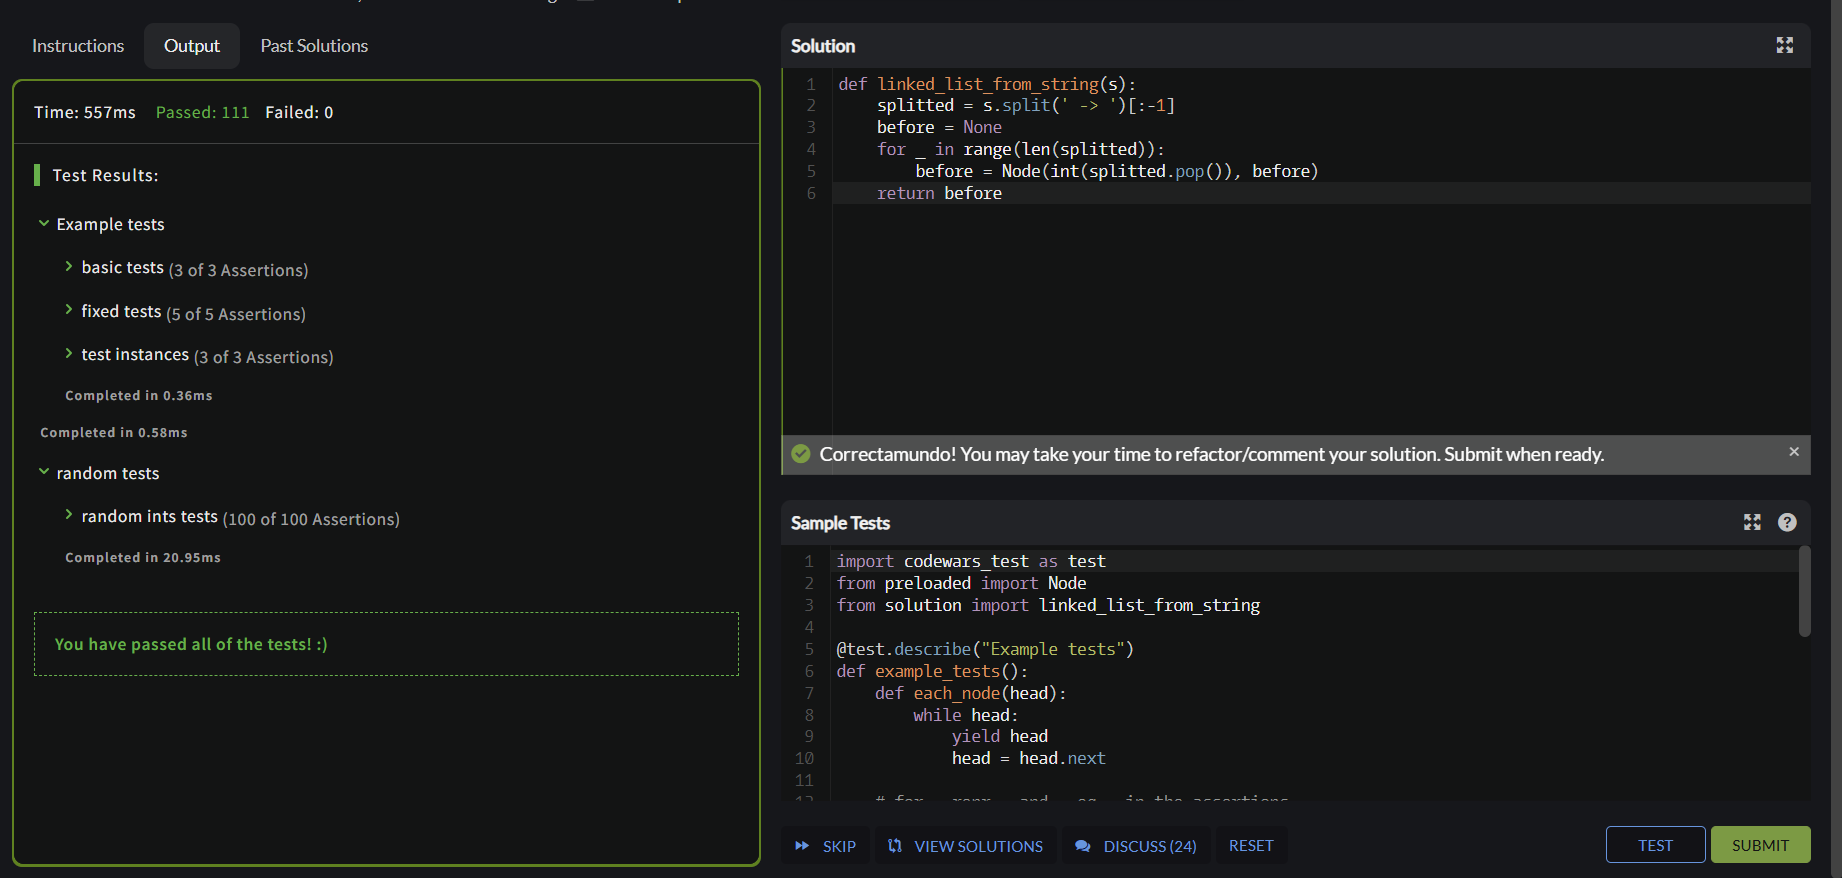 Instructions Output Past Solutions
Time: 557ms Passed: 111 Failed: 0
Test Results:
Example tests
basic tests (3 of 3 Assertions)
fixed tests (5 of 5 Assertions)
test instances (3 of 3 Assertions)
Completed in 0.36ms
Completed in 0.58ms
random tests
random ints tests (100 of 100 Assertions)
Completed in 20.95ms
You have passed all of the tests! :)
Solution
1 def linked_list_from_string(s):
2     splitted = s.split(' -> ')[:-1]
3     before = None
4     for _ in range(len(splitted)):
5         before = Node(int(splitted.pop()), before)
6     return before
Correctamundo! You may take your time to refactor/comment your solution. Submit when ready. ×
Sample Tests ?
1 import codewars_test as test
2 from preloaded import Node
3 from solution import linked_list_from_string
4
5 @test.describe("Example tests")
6 def example_tests():
7     def each_node(head):
8         while head:
9             yield head
10             head = head.next
11
SKIP VIEW SOLUTIONS DISCUSS (24) RESET TEST SUBMIT